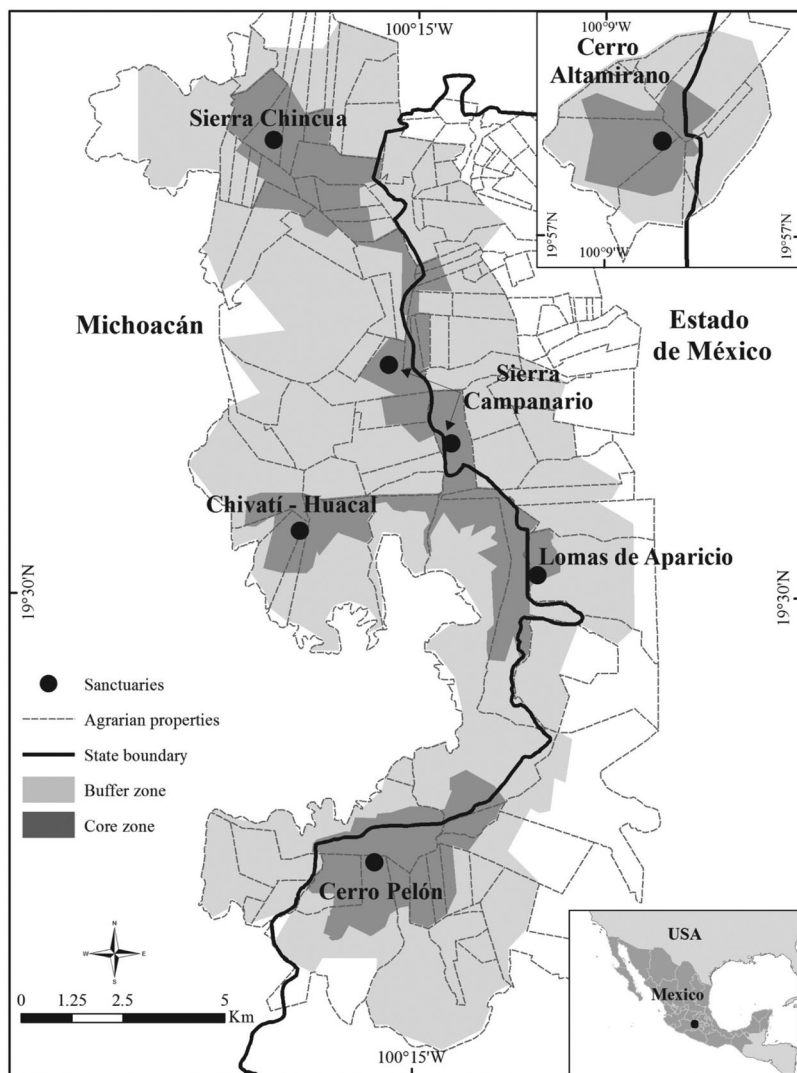 100°15'W
100°9'W
Cerro
Altamirano
Sierra Chincua
19°57'N
100°9'W
19°57'N
Michoacán
Estado
de México
Sierra
Campanario
Chivatí - Huacal
Lomas de Aparicio
19°30'N
19°30'N
Sanctuaries
Agrarian properties
State boundary
Buffer zone
Core zone
Cerro Pelón
N
W
E
S
USA
Mexico
0 1.25 2.5 5
Km
100°15'W